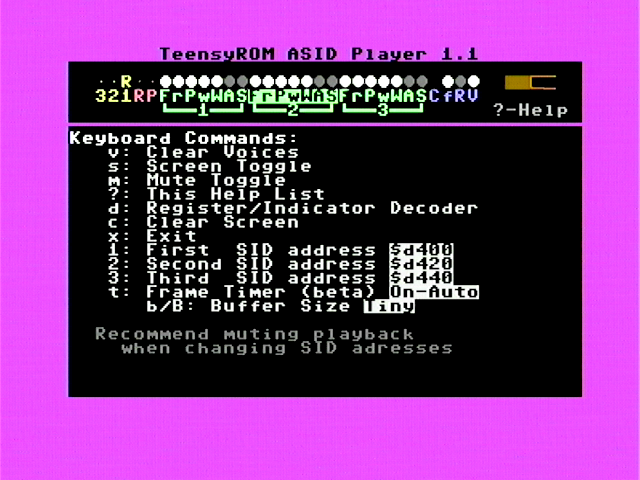 TeensyROM ASID Player 1.1
..R..
321RPFrPwWASFrPwWASFrPwWASCfRV
1 2 3 ?-Help
Keyboard Commands:
v: Clear Voices
s: Screen Toggle
m: Mute Toggle
?: This Help List
d: Register/Indicator Decoder
c: Clear Screen
x: Exit
1: First SID address $d400
2: Second SID address $d420
3: Third SID address $d440
t: Frame Timer (beta) On-Auto
b/B: Buffer Size Tiny
Recommend muting playback
when changing SID adresses